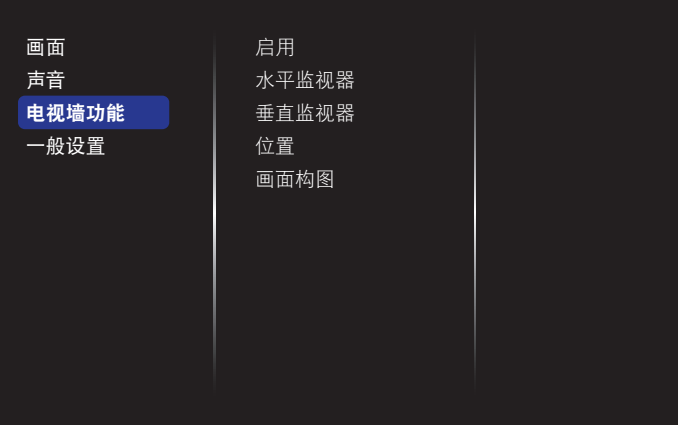 画面
声音
电视墙功能
一般设置
启用
水平监视器
垂直监视器
位置
画面构图